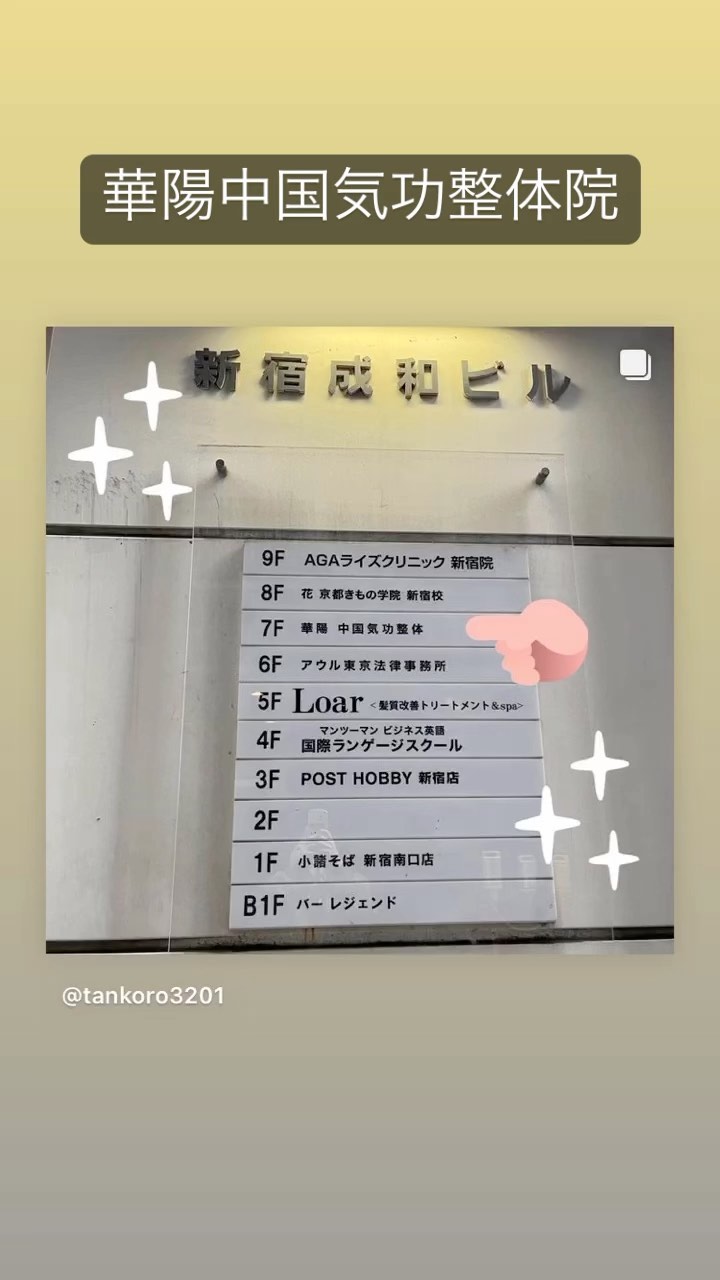 華陽中国気功整体院
新宿成和ビル
9F AGAライズクリニック 新宿院
8F 花 京都きもの学院 新宿校
7F 華陽 中国気功整体
6F アウル東京法律事務所
5F Loar <髪質改善トリートメント&spa>
4F マンツーマン ビジネス英語
国際ランゲージスクール
3F POST HOBBY 新宿店
2F
1F 小諸そば 新宿南口店
B1F バー レジェンド
@tankoro3201